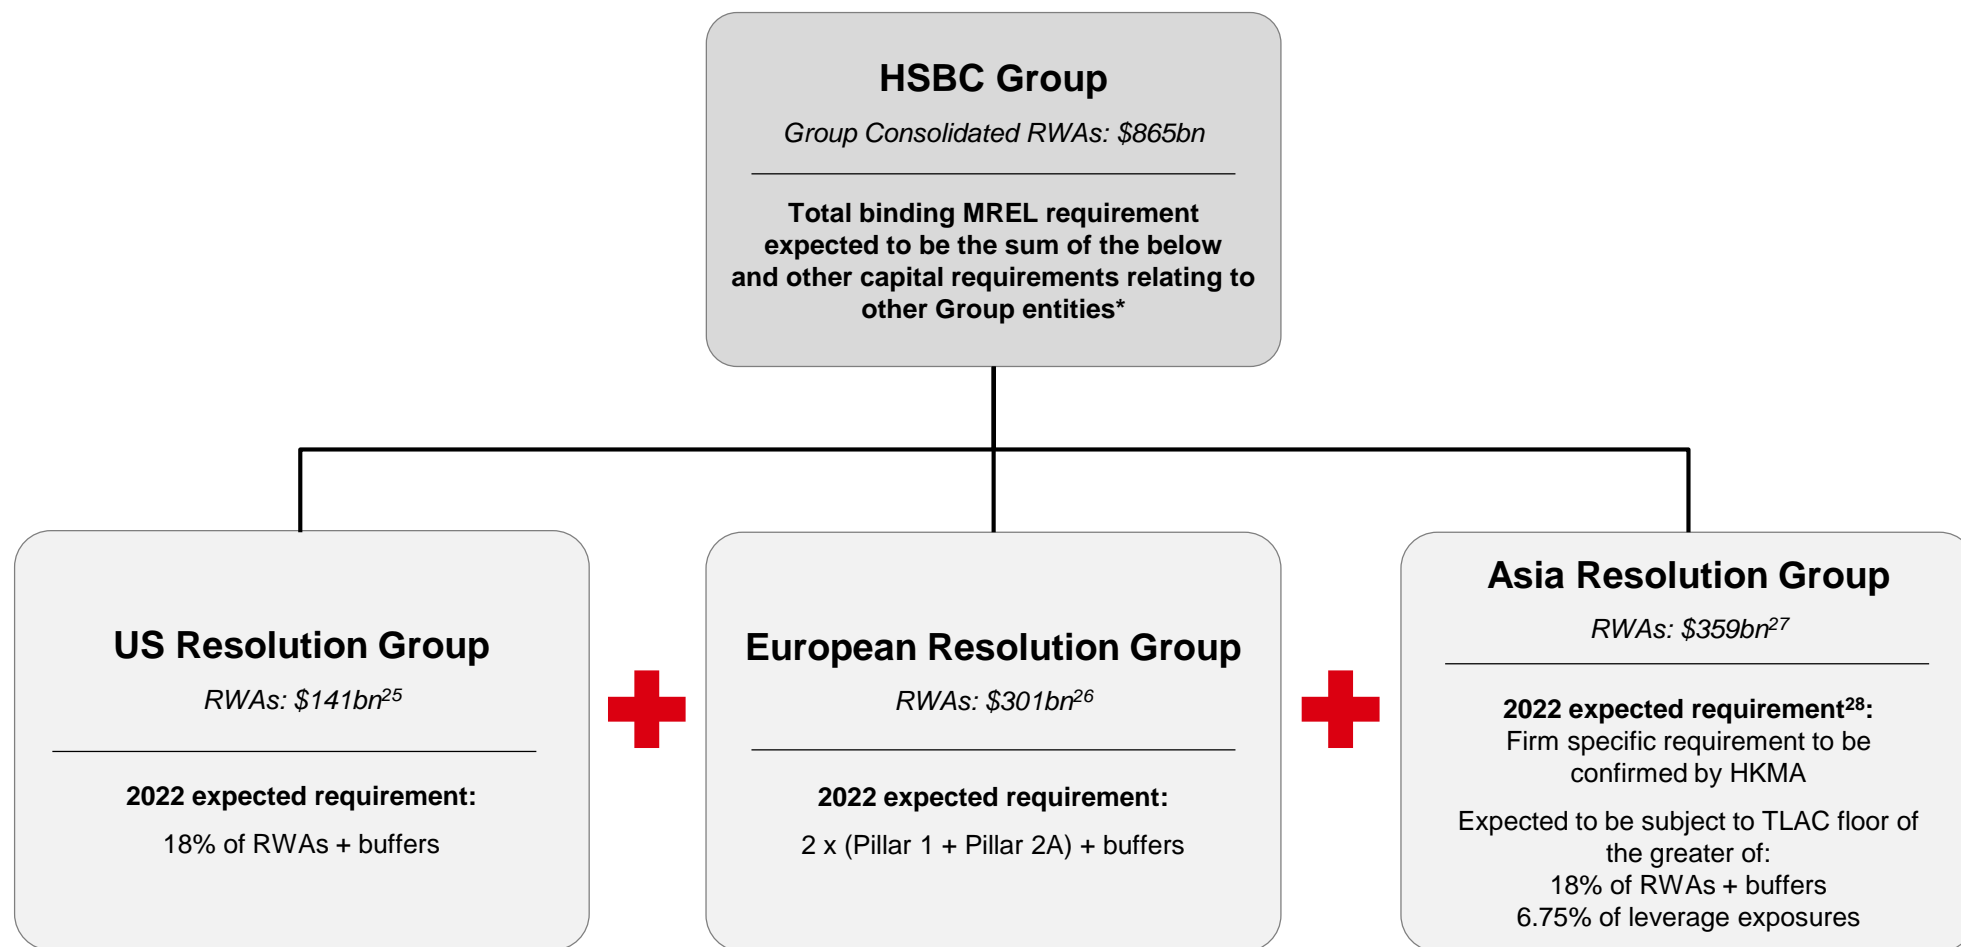 HSBC Group
Group Consolidated RWAs: $865bn
Total binding MREL requirement
expected to be the sum of the below
and other capital requirements relating to
other Group entities*
US Resolution Group
RWAs: $141bn25
2022 expected requirement:
18% of RWAs + buffers
European Resolution Group
RWAs: $301bn26
2022 expected requirement:
2 x (Pillar 1 + Pillar 2A) + buffers
Asia Resolution Group
RWAs: $359bn27
2022 expected requirement28:
Firm specific requirement to be
confirmed by HKMA
Expected to be subject to TLAC floor of
the greater of:
18% of RWAs + buffers
6.75% of leverage exposures